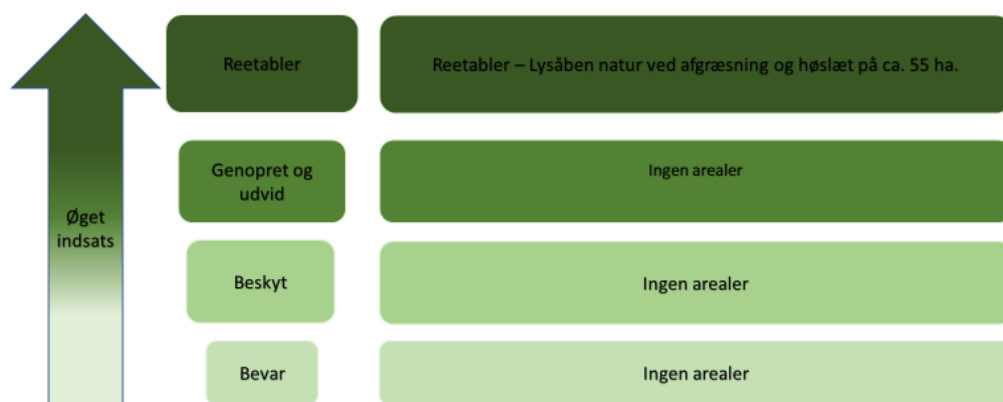 Reetabler
Reetabler – Lysåben natur ved afgræsning og høslæt på ca. 55 ha.
Genopret og
udvid
Ingen arealer
Øget
indsats
Beskyt
Ingen arealer
Bevar
Ingen arealer